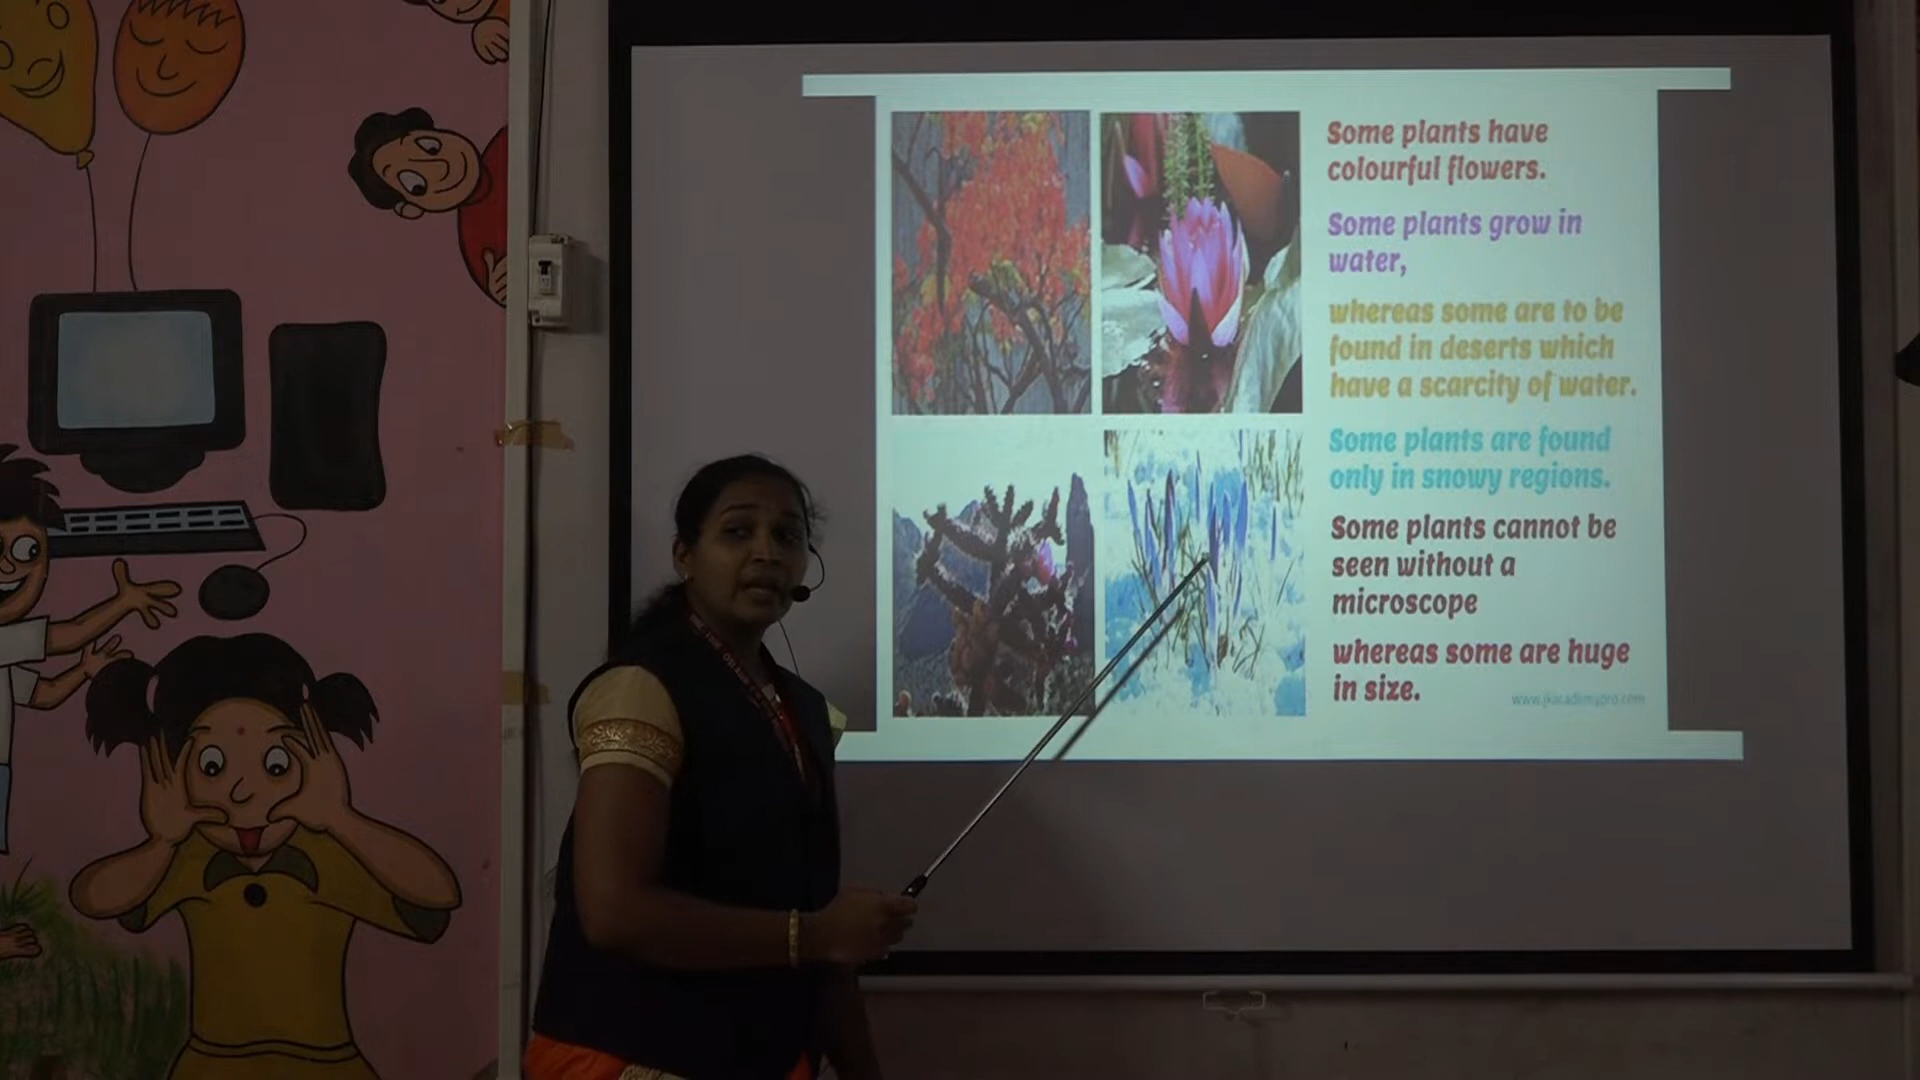 Some plants have
colourful flowers.
Some plants grow in
water,
whereas some are to be
found in deserts which
have a scarcity of water.
Some plants are found
only in snowy regions.
Some plants cannot be
seen without a
microscope
whereas some are huge
in size.